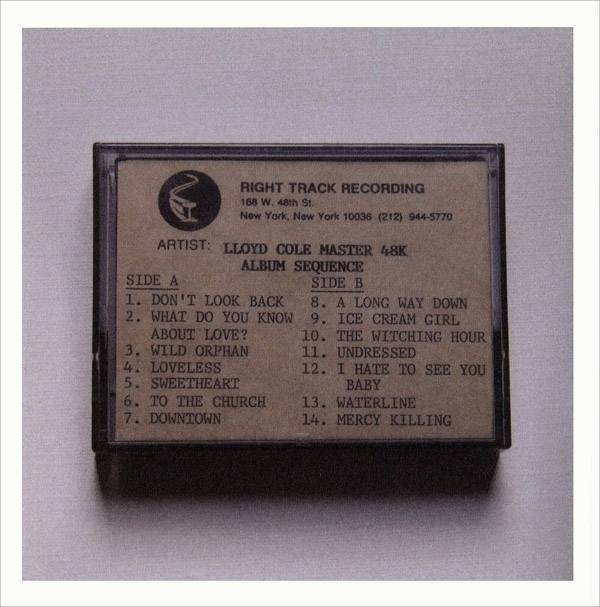 RIGHT TRACK RECORDING
168 W. 48th St.
New York, New York 10036 (212) 944-5770
ARTIST: LLOYD COLE MASTER 48K
ALBUM SEQUENCE
SIDE A
1. DON'T LOOK BACK
2. WHAT DO YOU KNOW
ABOUT LOVE?
3. WILD ORPHAN
4. LOVELESS
5. SWEETHEART
6. TO THE CHURCH
7. DOWNTOWN
SIDE B
8. A LONG WAY DOWN
9. ICE CREAM GIRL
10. THE WITCHING HOUR
11. UNDRESSED
12. I HATE TO SEE YOU
BABY
13. WATERLINE
14. MERCY KILLING